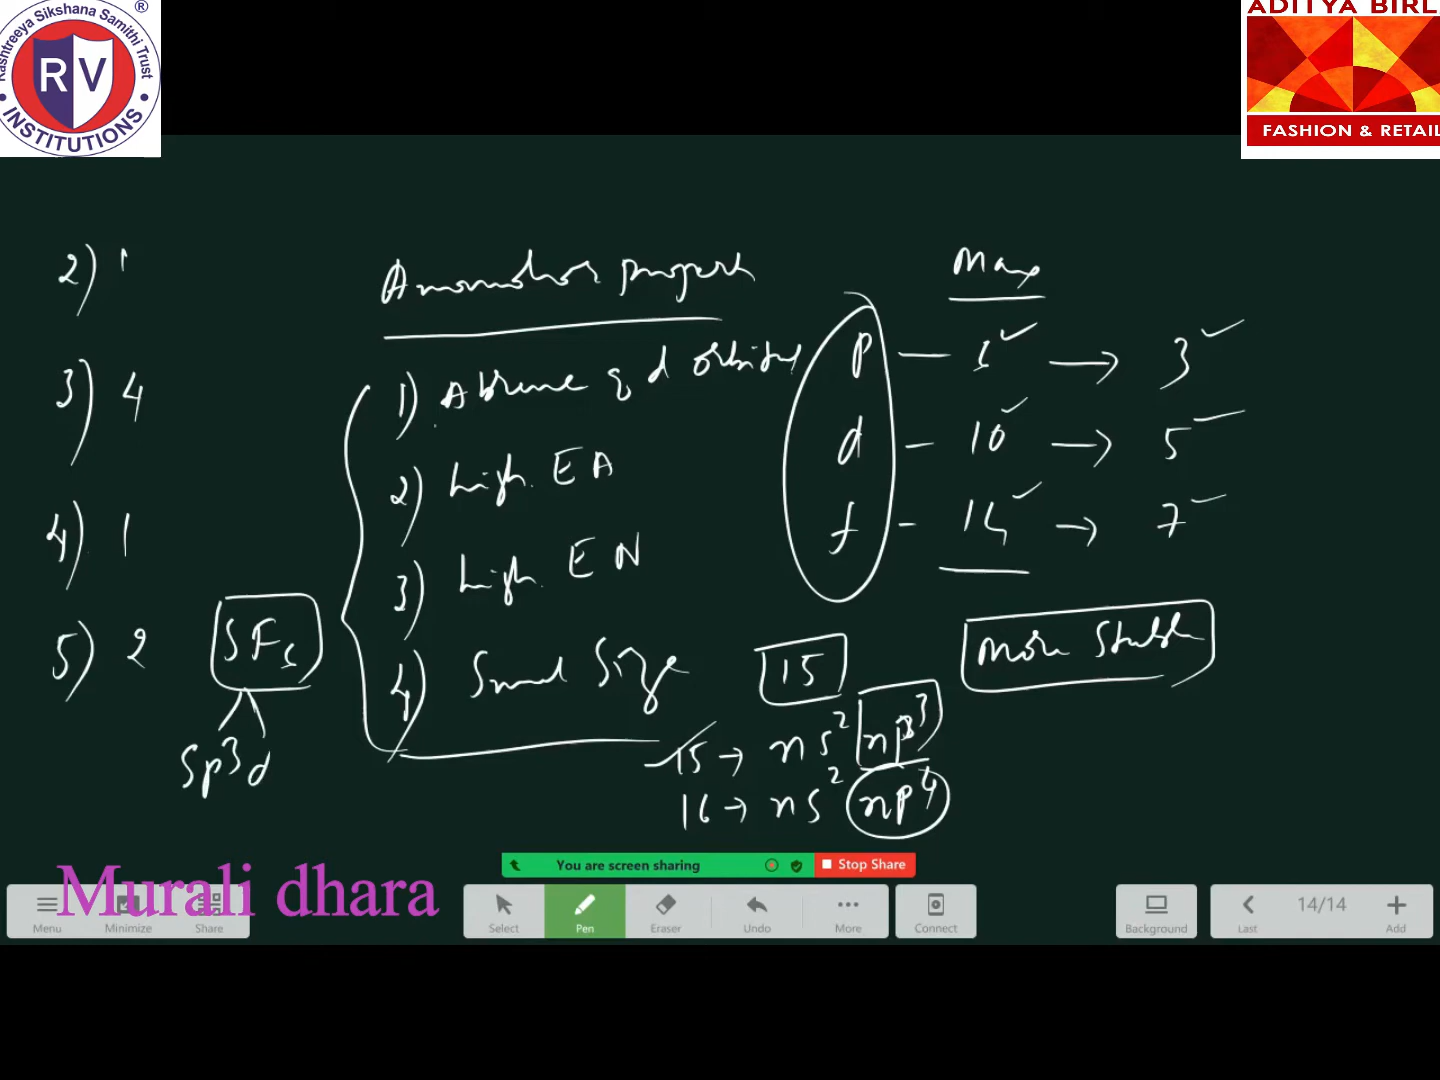 Rashtreeya Sikshana Samithi Trust
®
RV
• INSTITUTIONS •
ADITYA BIRL
FASHION & RETAIL
2) 1
3) 4
4) 1
5) 2
SF6
sp3d
1) Absence of d orbitals
2) high EA
3) high EN
4) Small Size
Max
p — 6 → 3
d – 10 → 5
f – 14 → 7
15
More Stable
15 → ns² np³
16 → ns² np⁴
You are screen sharing
Stop Share
Murali dhara
Menu
Minimize
Share
Select
Pen
Eraser
Undo
More
Connect
Background
Last
14/14
Add